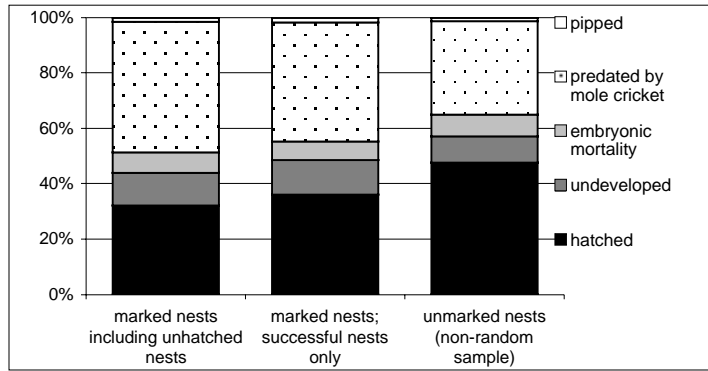 100%
80%
60%
40%
20%
0%
pipped
predated by
mole cricket
embryonic
mortality
undeveloped
hatched
marked nests
including unhatched
nests
marked nests;
successful nests
only
unmarked nests
(non-random
sample)